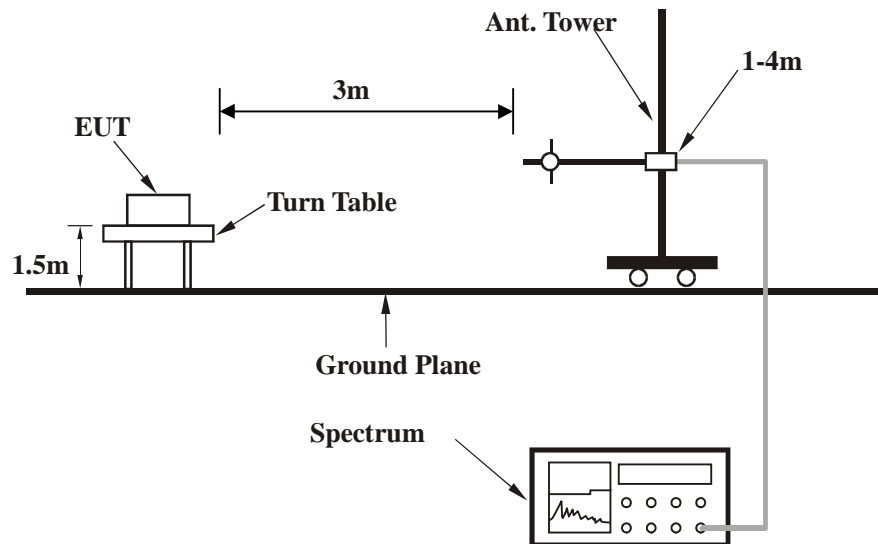 Ant. Tower
1-4m
3m
EUT
Turn Table
1.5m
Ground Plane
Spectrum